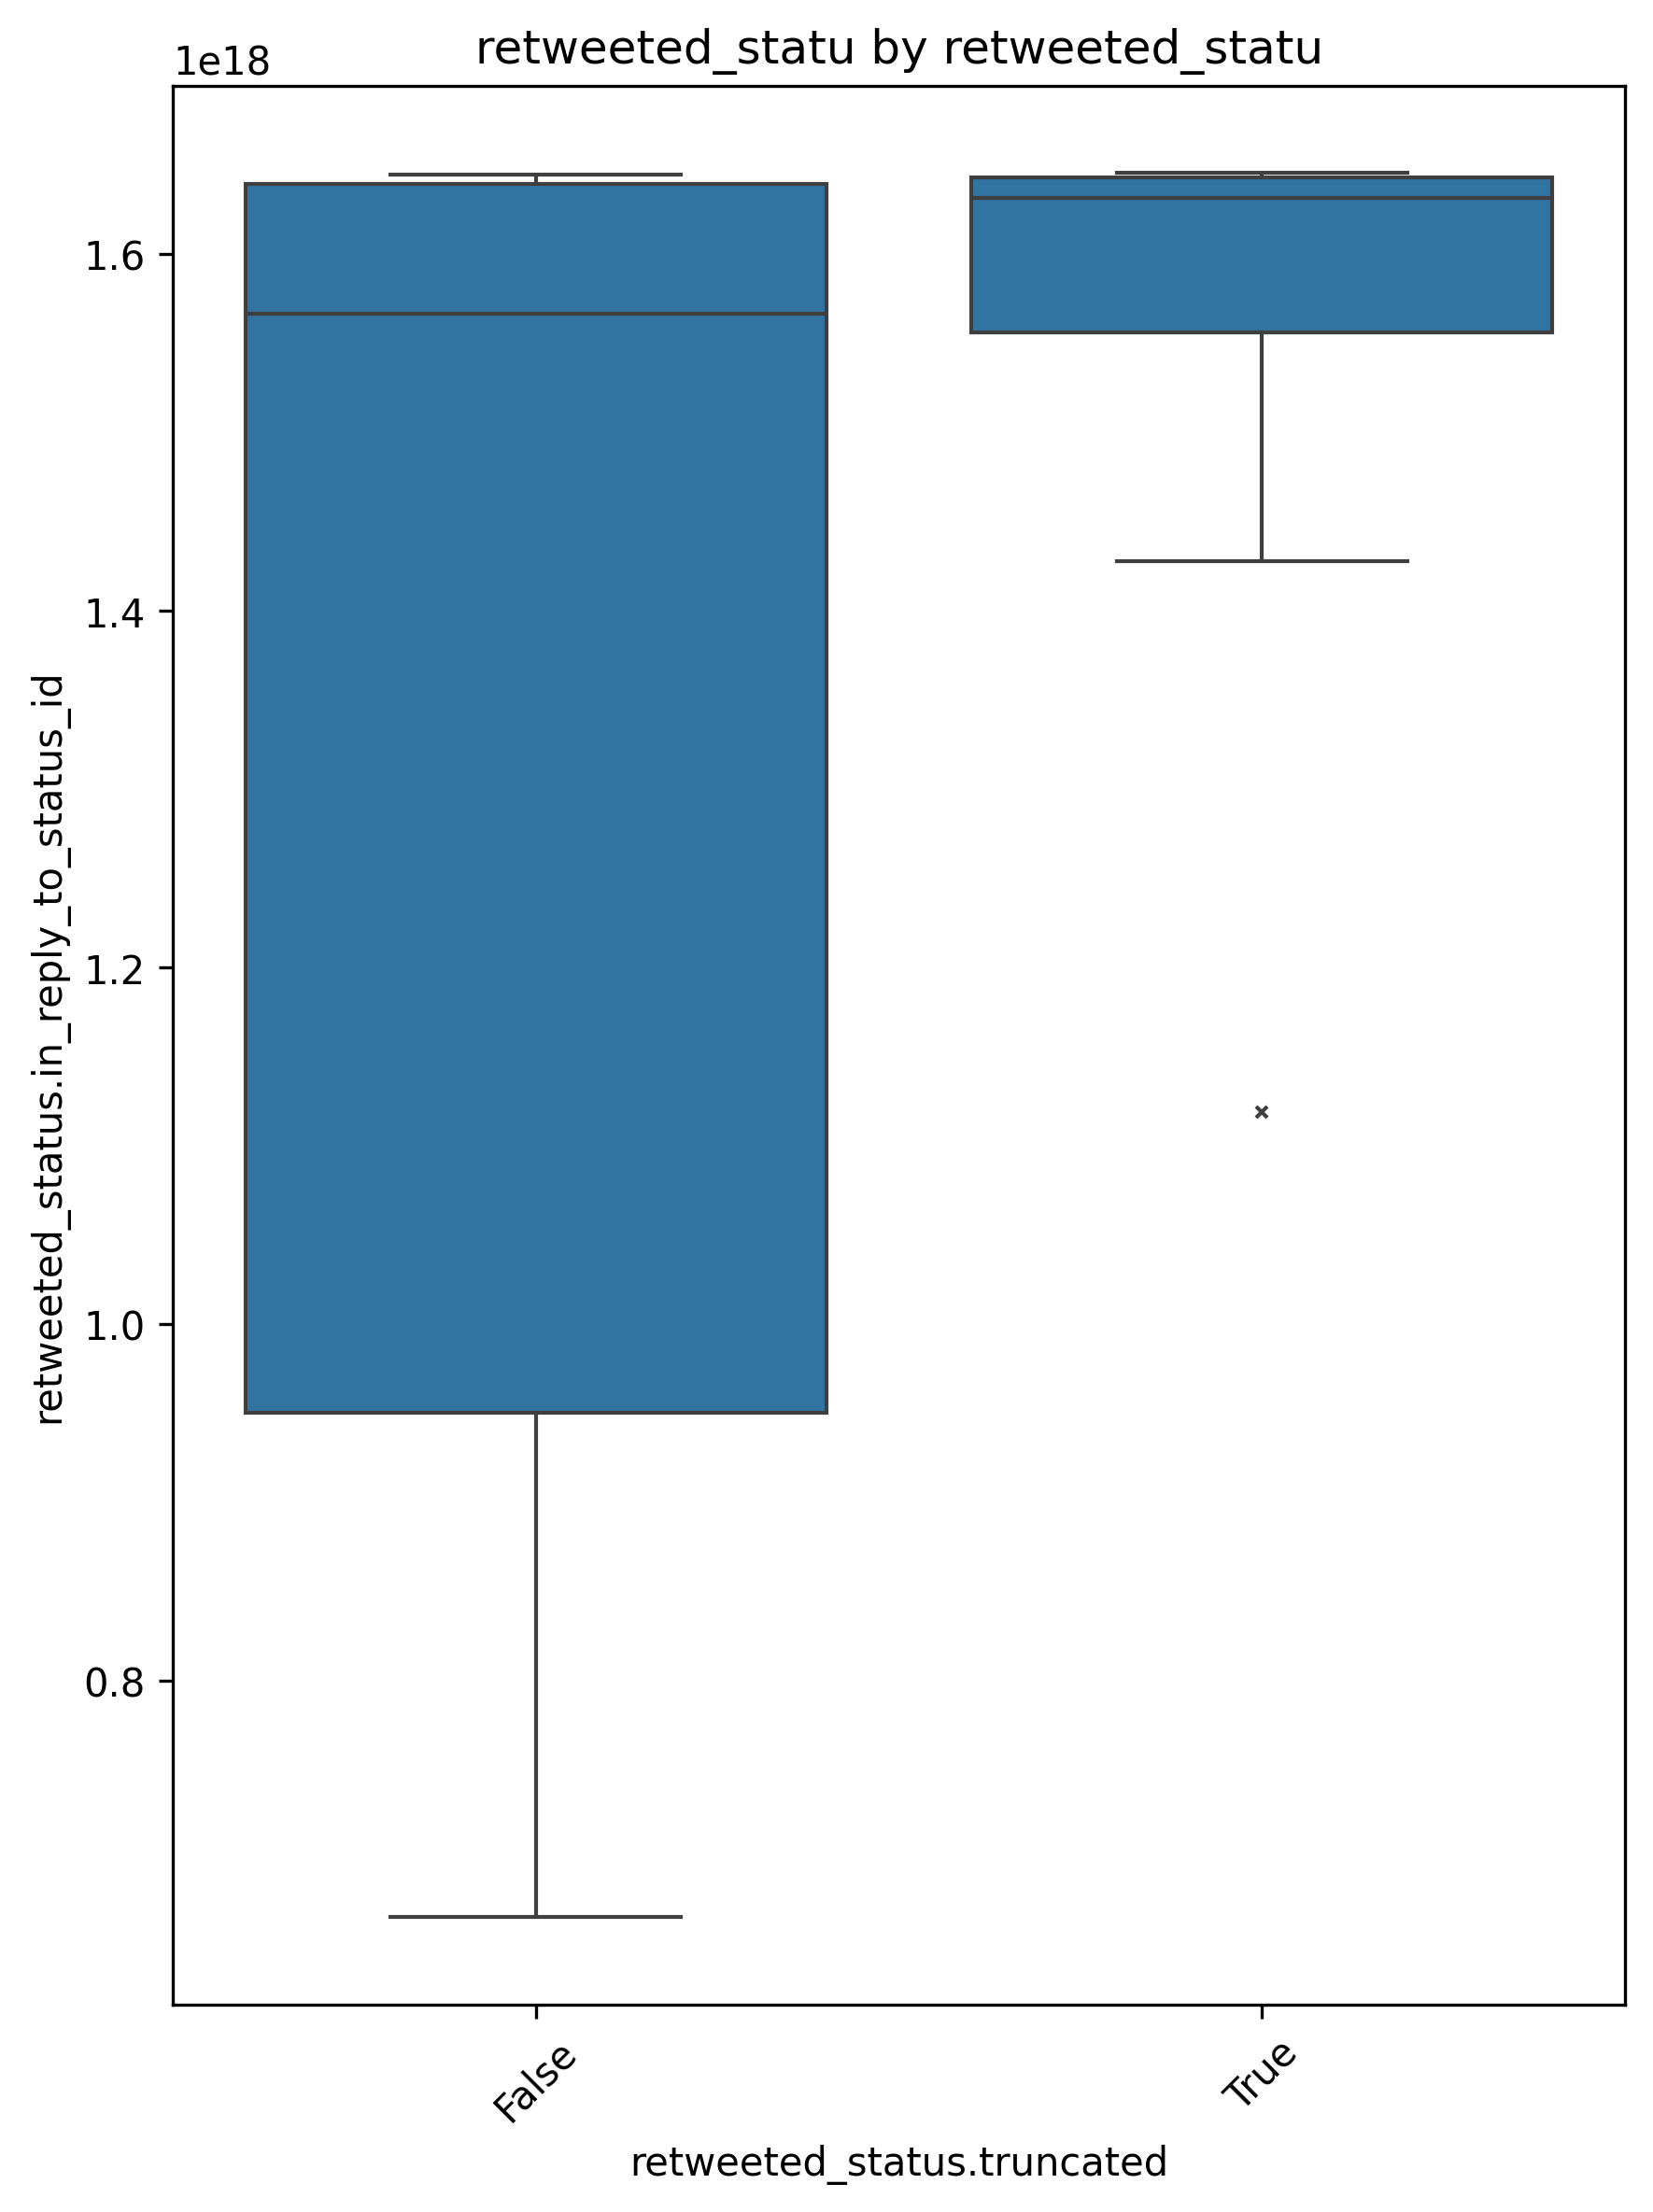 retweeted_statu by retweeted_statu
1e18
1.6
1.4
1.2
1.0
0.8
retweeted_status.in_reply_to_status_id
False
True
retweeted_status.truncated